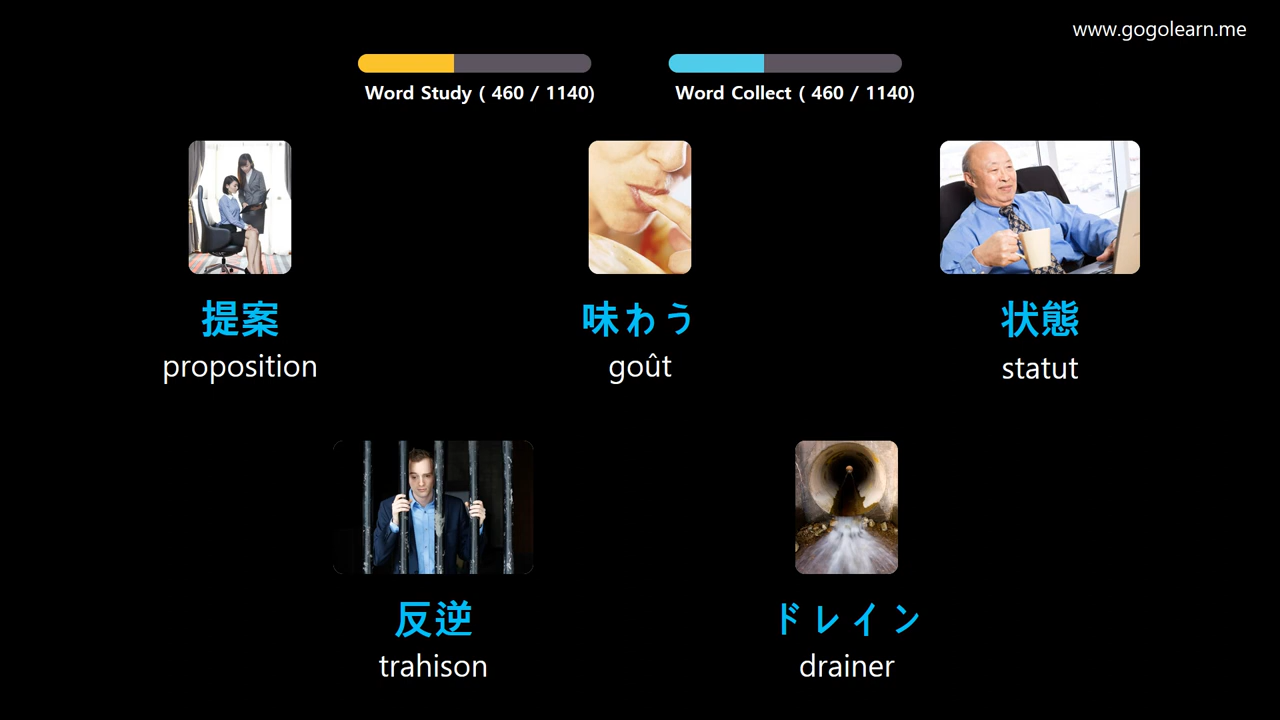 www.gogolearn.me
Word Study ( 460 / 1140)
Word Collect ( 460 / 1140)
提案
proposition
味わう
goût
状態
statut
反逆
trahison
ドレイン
drainer